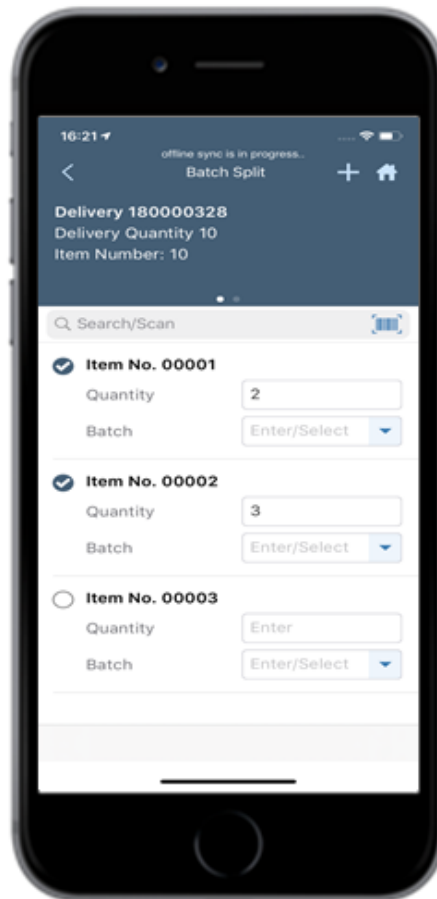 16:21
offline sync is in progress..
Batch Split
Delivery 180000328
Delivery Quantity 10
Item Number: 10
Search/Scan
Item No. 00001
Quantity 2
Batch Enter/Select
Item No. 00002
Quantity 3
Batch Enter/Select
Item No. 00003
Quantity Enter
Batch Enter/Select